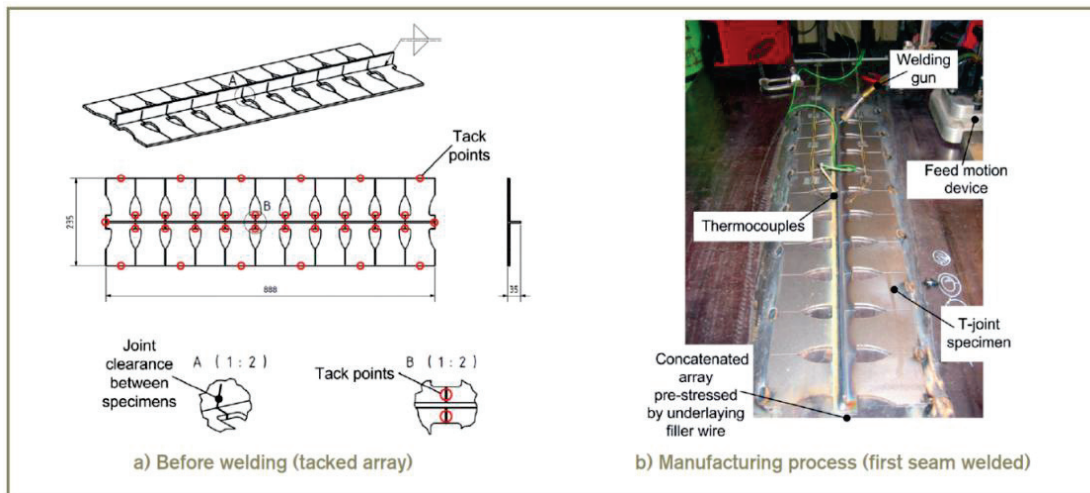 A
Tack
points
B
235
888
35
Joint
clearance
between
specimens
A (1:2)
Tack points
B (1:2)
a) Before welding (tacked array)
Welding
gun
Feed motion
device
Thermocouples
T-joint
specimen
Concatenated
array
pre-stressed
by underlaying
filler wire
b) Manufacturing process (first seam welded)